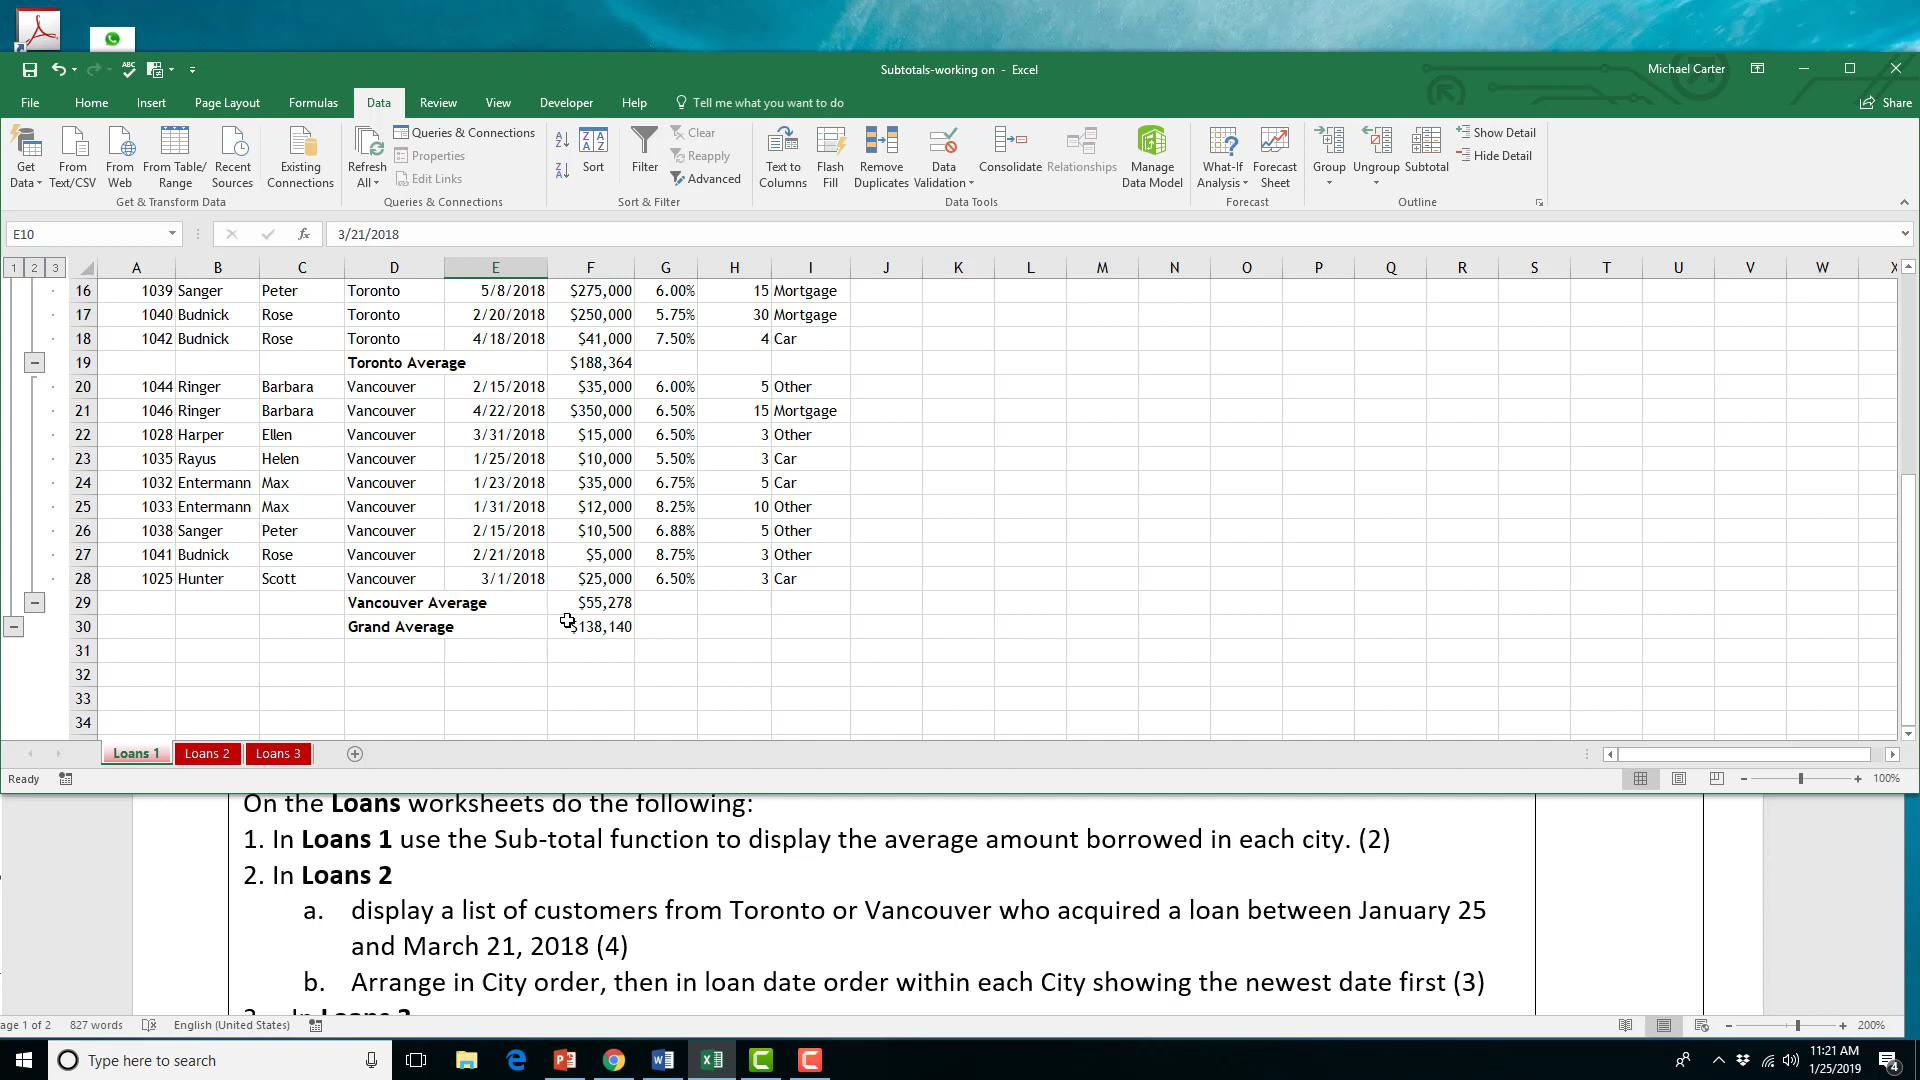 Subtotals-working on - Excel
Michael Carter
File Home Insert Page Layout Formulas Data Review View Developer Help Tell me what you want to do Share
Get Data From Text/CSV From Web From Table/Range Recent Sources Existing Connections
Get & Transform Data
Refresh All Queries & Connections Properties Edit Links
Queries & Connections
Sort Filter Clear Reapply Advanced
Sort & Filter
Text to Columns Flash Fill Remove Duplicates Data Validation Consolidate Relationships Manage Data Model
Data Tools
What-If Analysis Forecast Sheet
Forecast
Group Ungroup Subtotal Show Detail Hide Detail
Outline
E10 fx 3/21/2018
1 2 3 A B C D E F G H I J K L M N O P Q R S T U V W X
16 1039 Sanger Peter Toronto 5/8/2018 $275,000 6.00% 15 Mortgage
17 1040 Budnick Rose Toronto 2/20/2018 $250,000 5.75% 30 Mortgage
18 1042 Budnick Rose Toronto 4/18/2018 $41,000 7.50% 4 Car
19 Toronto Average $188,364
20 1044 Ringer Barbara Vancouver 2/15/2018 $35,000 6.00% 5 Other
21 1046 Ringer Barbara Vancouver 4/22/2018 $350,000 6.50% 15 Mortgage
22 1028 Harper Ellen Vancouver 3/31/2018 $15,000 6.50% 3 Other
23 1035 Rayus Helen Vancouver 1/25/2018 $10,000 5.50% 3 Car
24 1032 Entermann Max Vancouver 1/23/2018 $35,000 6.75% 5 Car
25 1033 Entermann Max Vancouver 1/31/2018 $12,000 8.25% 10 Other
26 1038 Sanger Peter Vancouver 2/15/2018 $10,500 6.88% 5 Other
27 1041 Budnick Rose Vancouver 2/21/2018 $5,000 8.75% 3 Other
28 1025 Hunter Scott Vancouver 3/1/2018 $25,000 6.50% 3 Car
29 Vancouver Average $55,278
30 Grand Average $138,140
31
32
33
34
Loans 1 Loans 2 Loans 3
Ready 100%
On the Loans worksheets do the following:
1. In Loans 1 use the Sub-total function to display the average amount borrowed in each city. (2)
2. In Loans 2
a. display a list of customers from Toronto or Vancouver who acquired a loan between January 25
and March 21, 2018 (4)
b. Arrange in City order, then in loan date order within each City showing the newest date first (3)
age 1 of 2 827 words English (United States) 200%
Type here to search
11:21 AM
1/25/2019
4